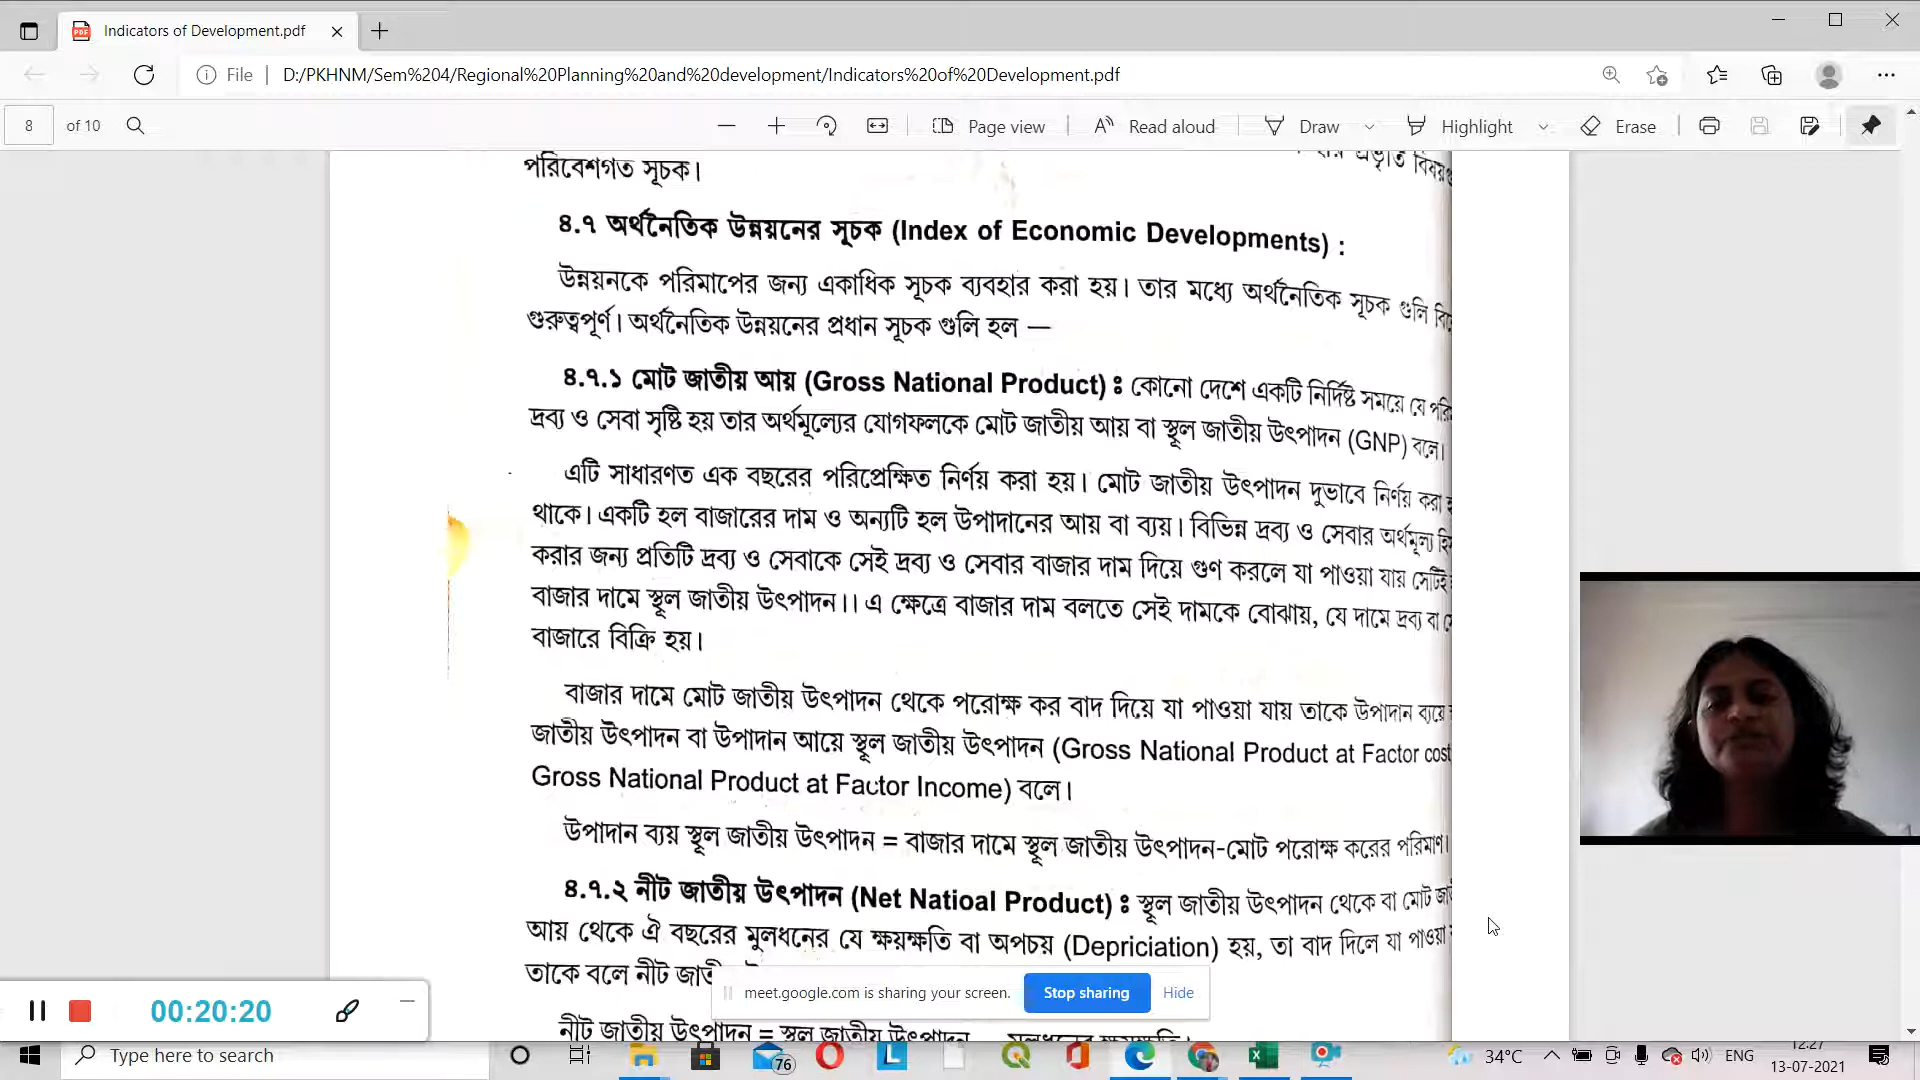 Indicators of Development.pdf
File D:/PKHNM/Sem%204/Regional%20Planning%20and%20development/Indicators%20of%20Development.pdf
8 of 10 Page view Read aloud Draw Highlight Erase
প্রভৃতি
পরিবেশগত সূচক।
৪.৭ অর্থনৈতিক উন্নয়নের সূচক (Index of Economic Developments) :
উন্নয়নকে পরিমাপের জন্য একাধিক সূচক ব্যবহার করা হয়। তার মধ্যে অর্থনৈতিক সূচক গুলি
গুরুত্বপূর্ণ। অর্থনৈতিক উন্নয়নের প্রধান সূচক গুলি হল —
৪.৭.১ মোট জাতীয় আয় (Gross National Product) ঃ কোনো দেশে একটি নির্দিষ্ট সময়ে যে
দ্রব্য ও সেবা সৃষ্টি হয় তার অর্থমূল্যের যোগফলকে মোট জাতীয় আয় বা স্থূল জাতীয় উৎপাদন (GNP) বলে।
এটি সাধারণত এক বছরের পরিপ্রেক্ষিত নির্ণয় করা হয়। মোট জাতীয় উৎপাদন দুভাবে নির্ণয় করা
থাকে। একটি হল বাজারের দাম ও অন্যটি হল উপাদানের আয় বা ব্যয়। বিভিন্ন দ্রব্য ও সেবার অর্থমূল্য
করার জন্য প্রতিটি দ্রব্য ও সেবাকে সেই দ্রব্য ও সেবার বাজার দাম দিয়ে গুণ করলে যা পাওয়া যায় সেটিই
বাজার দামে স্থূল জাতীয় উৎপাদন।। এ ক্ষেত্রে বাজার দাম বলতে সেই দামকে বোঝায়, যে দামে দ্রব্য বা
বাজারে বিক্রি হয়।
বাজার দামে মোট জাতীয় উৎপাদন থেকে পরোক্ষ কর বাদ দিয়ে যা পাওয়া যায় তাকে উপাদান ব্যয়ে
জাতীয় উৎপাদন বা উপাদান আয়ে স্থূল জাতীয় উৎপাদন (Gross National Product at Factor cost
Gross National Product at Factor Income) বলে।
উপাদান ব্যয় স্থূল জাতীয় উৎপাদন = বাজার দামে স্থূল জাতীয় উৎপাদন-মোট পরোক্ষ করের পরিমাণ।
৪.৭.২ নীট জাতীয় উৎপাদন (Net Natioal Product) ঃ স্থূল জাতীয় উৎপাদন থেকে বা মোট
আয় থেকে ঐ বছরের মূলধনের যে ক্ষয়ক্ষতি বা অপচয় (Depriciation) হয়, তা বাদ দিলে যা পাওয়া
তাকে বলে নীট
নীট জাতীয় উৎপাদন = স্থূল জাতীয় উৎপাদন
meet.google.com is sharing your screen. Stop sharing Hide
00:20:20
Type here to search
76
34°C ENG 12:27
13-07-2021